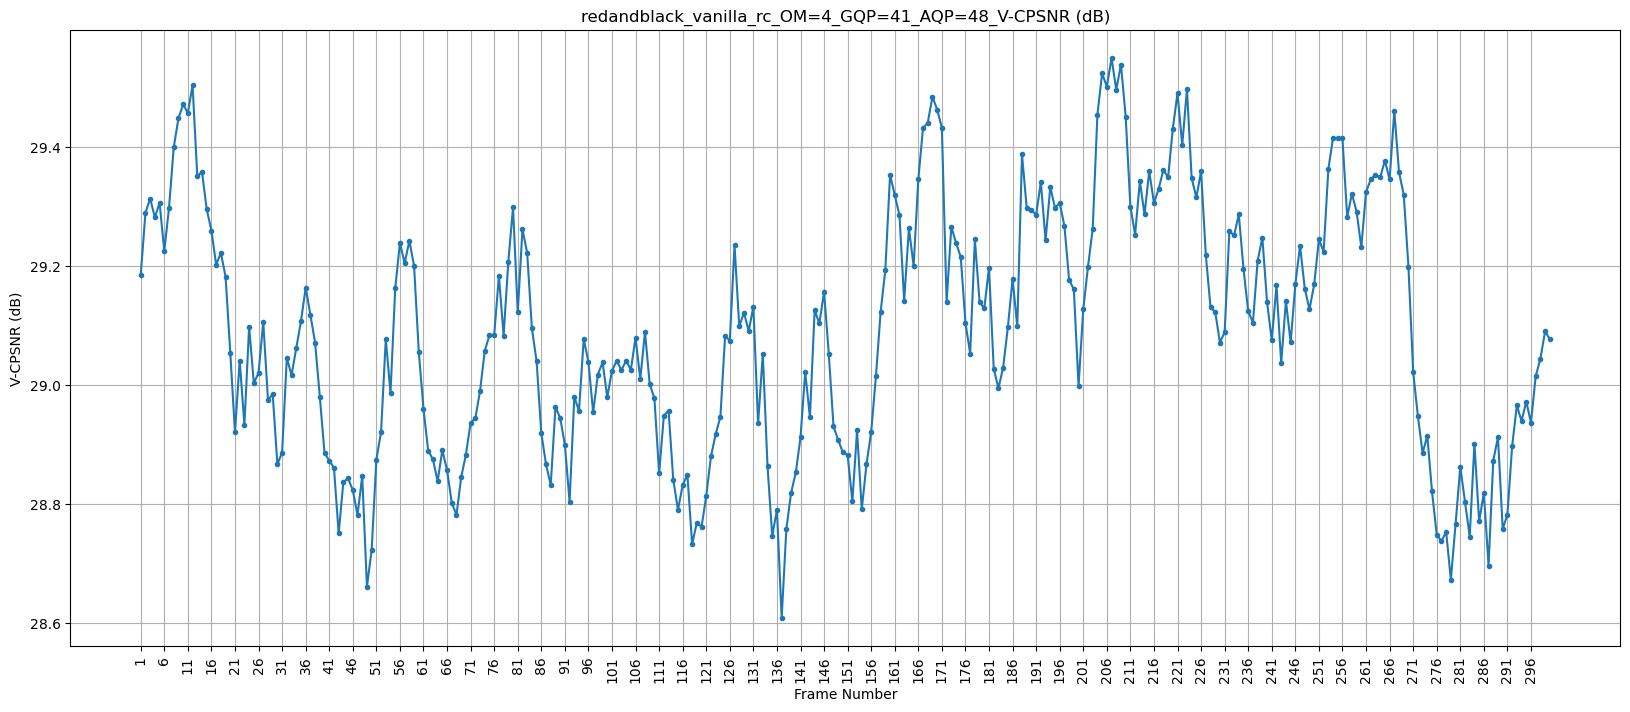 redandblack_vanilla_rc_OM=4_GQP=41_AQP=48_V-CPSNR (dB)
V-CPSNR (dB)
29.4
29.2
29.0
28.8
28.6
1 6 11 16 21 26 31 36 41 46 51 56 61 66 71 76 81 86 91 96 101 106 111 116 121 126 131 136 141 146 151 156 161 166 171 176 181 186 191 196 201 206 211 216 221 226 231 236 241 246 251 256 261 266 271 276 281 286 291 296
Frame Number